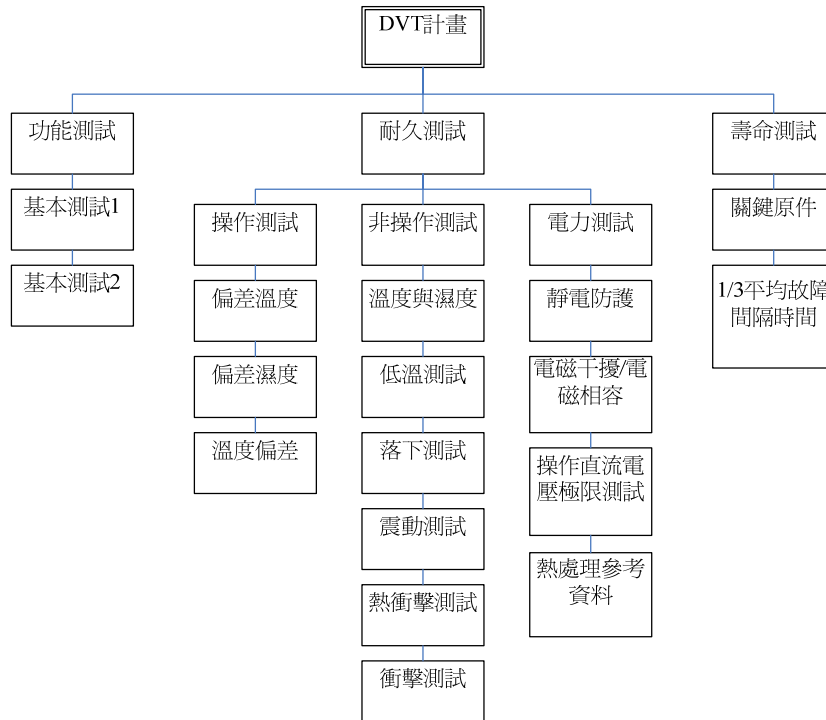 DVT計畫
功能測試
耐久測試
壽命測試
基本測試1
基本測試2
操作測試
偏差溫度
偏差濕度
溫度偏差
非操作測試
溫度與濕度
低溫測試
落下測試
震動測試
熱衝擊測試
衝擊測試
電力測試
靜電防護
電磁干擾/電
磁相容
操作直流電
壓極限測試
熱處理參考
資料
關鍵原件
1/3平均故障
間隔時間